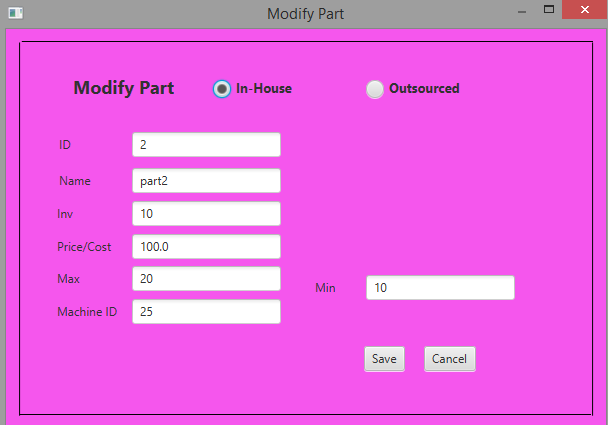 Modify Part
Modify Part In-House Outsourced
ID 2
Name part2
Inv 10
Price/Cost 100.0
Max 20
Min 10
Machine ID 25
Save Cancel